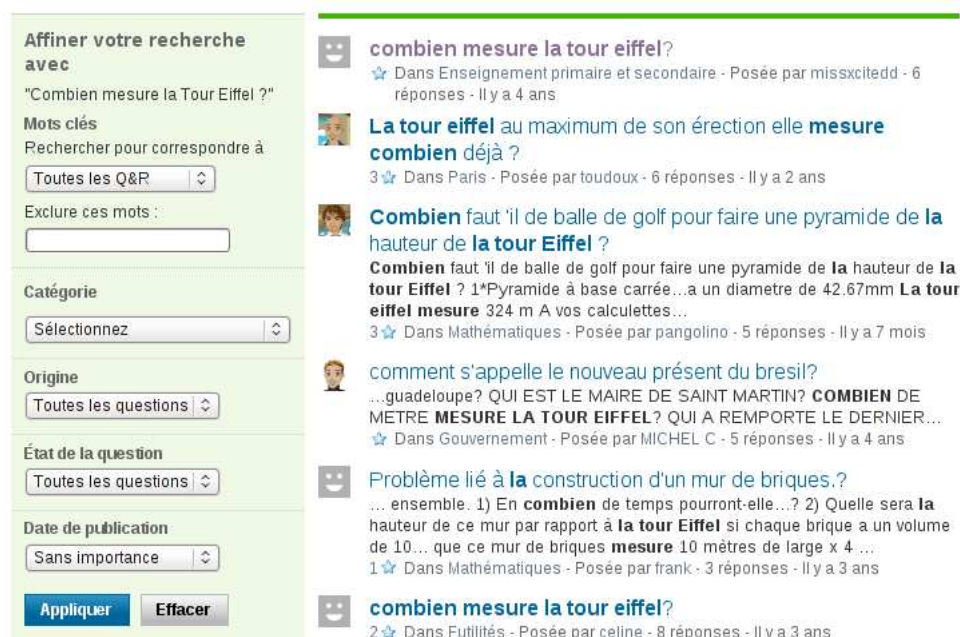 Affiner votre recherche
avec
"Combien mesure la Tour Eiffel ?"
Mots clés
Rechercher pour correspondre à
Toutes les Q&R
Exclure ces mots :
Catégorie
Sélectionnez
Origine
Toutes les questions
État de la question
Toutes les questions
Date de publication
Sans importance
Appliquer Effacer
combien mesure la tour eiffel?
Dans Enseignement primaire et secondaire - Posée par missxcitedd - 6
réponses - Il y a 4 ans
La tour eiffel au maximum de son érection elle mesure
combien déjà ?
3 Dans Paris - Posée par toudoux - 6 réponses - Il y a 2 ans
Combien faut 'il de balle de golf pour faire une pyramide de la
hauteur de la tour Eiffel ?
Combien faut 'il de balle de golf pour faire une pyramide de la hauteur de la
tour Eiffel ? 1*Pyramide à base carrée...a un diametre de 42.67mm La tour
eiffel mesure 324 m A vos calculettes...
3 Dans Mathématiques - Posée par pangolino - 5 réponses - Il y a 7 mois
comment s'appelle le nouveau présent du bresil?
...guadeloupe? QUI EST LE MAIRE DE SAINT MARTIN? COMBIEN DE
METRE MESURE LA TOUR EIFFEL? QUI A REMPORTE LE DERNIER...
Dans Gouvernement - Posée par MICHEL C - 5 réponses - Il y a 4 ans
Problème lié à la construction d'un mur de briques.?
... ensemble. 1) En combien de temps pourront-elle...? 2) Quelle sera la
hauteur de ce mur par rapport à la tour Eiffel si chaque brique a un volume
de 10... que ce mur de briques mesure 10 mètres de large x 4 ...
1 Dans Mathématiques - Posée par frank - 3 réponses - Il y a 3 ans
combien mesure la tour eiffel?
2 Dans Futilités - Posée par celine - 8 réponses - Il y a 3 ans